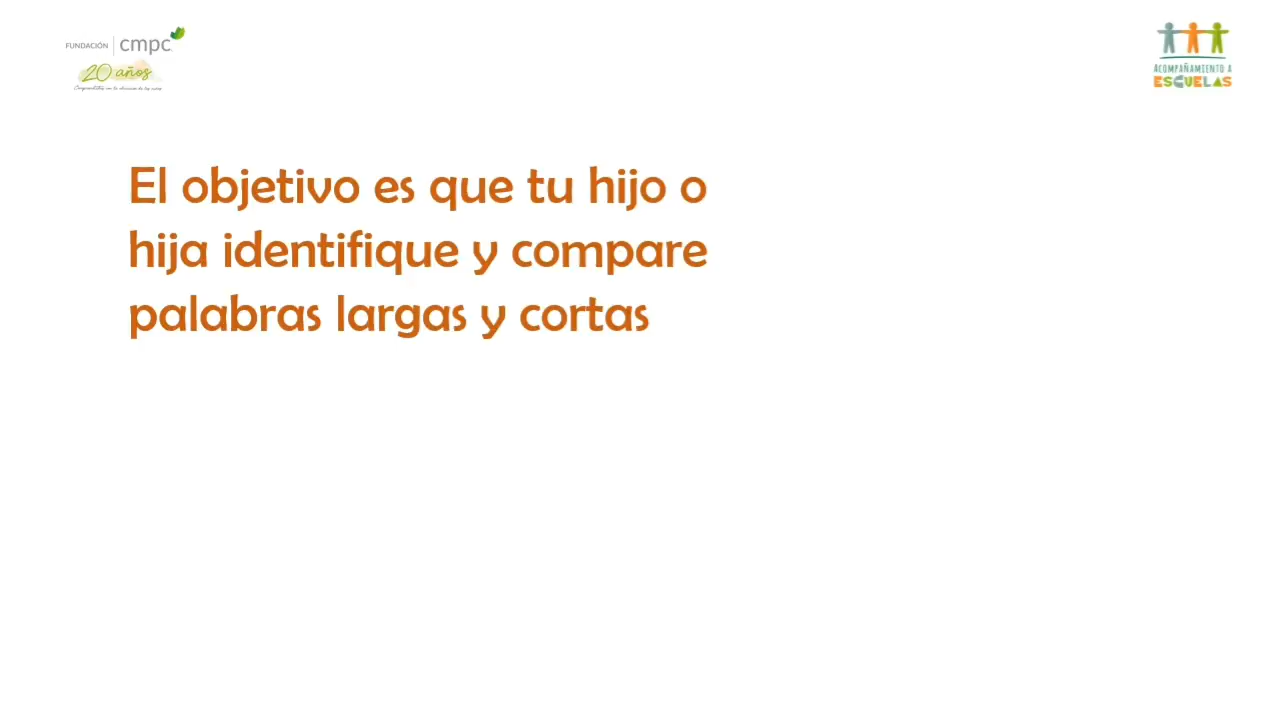 FUNDACIÓN | cmpc
20 años
ACOMPAÑAMIENTO A
ESCUELAS
El objetivo es que tu hijo o
hija identifique y compare
palabras largas y cortas